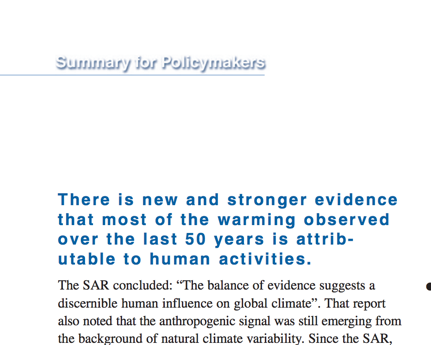 Summary for Policymakers
There is new and stronger evidence
that most of the warming observed
over the last 50 years is attrib-
utable to human activities.
The SAR concluded: “The balance of evidence suggests a
discernible human influence on global climate”. That report
also noted that the anthropogenic signal was still emerging from
the background of natural climate variability. Since the SAR,